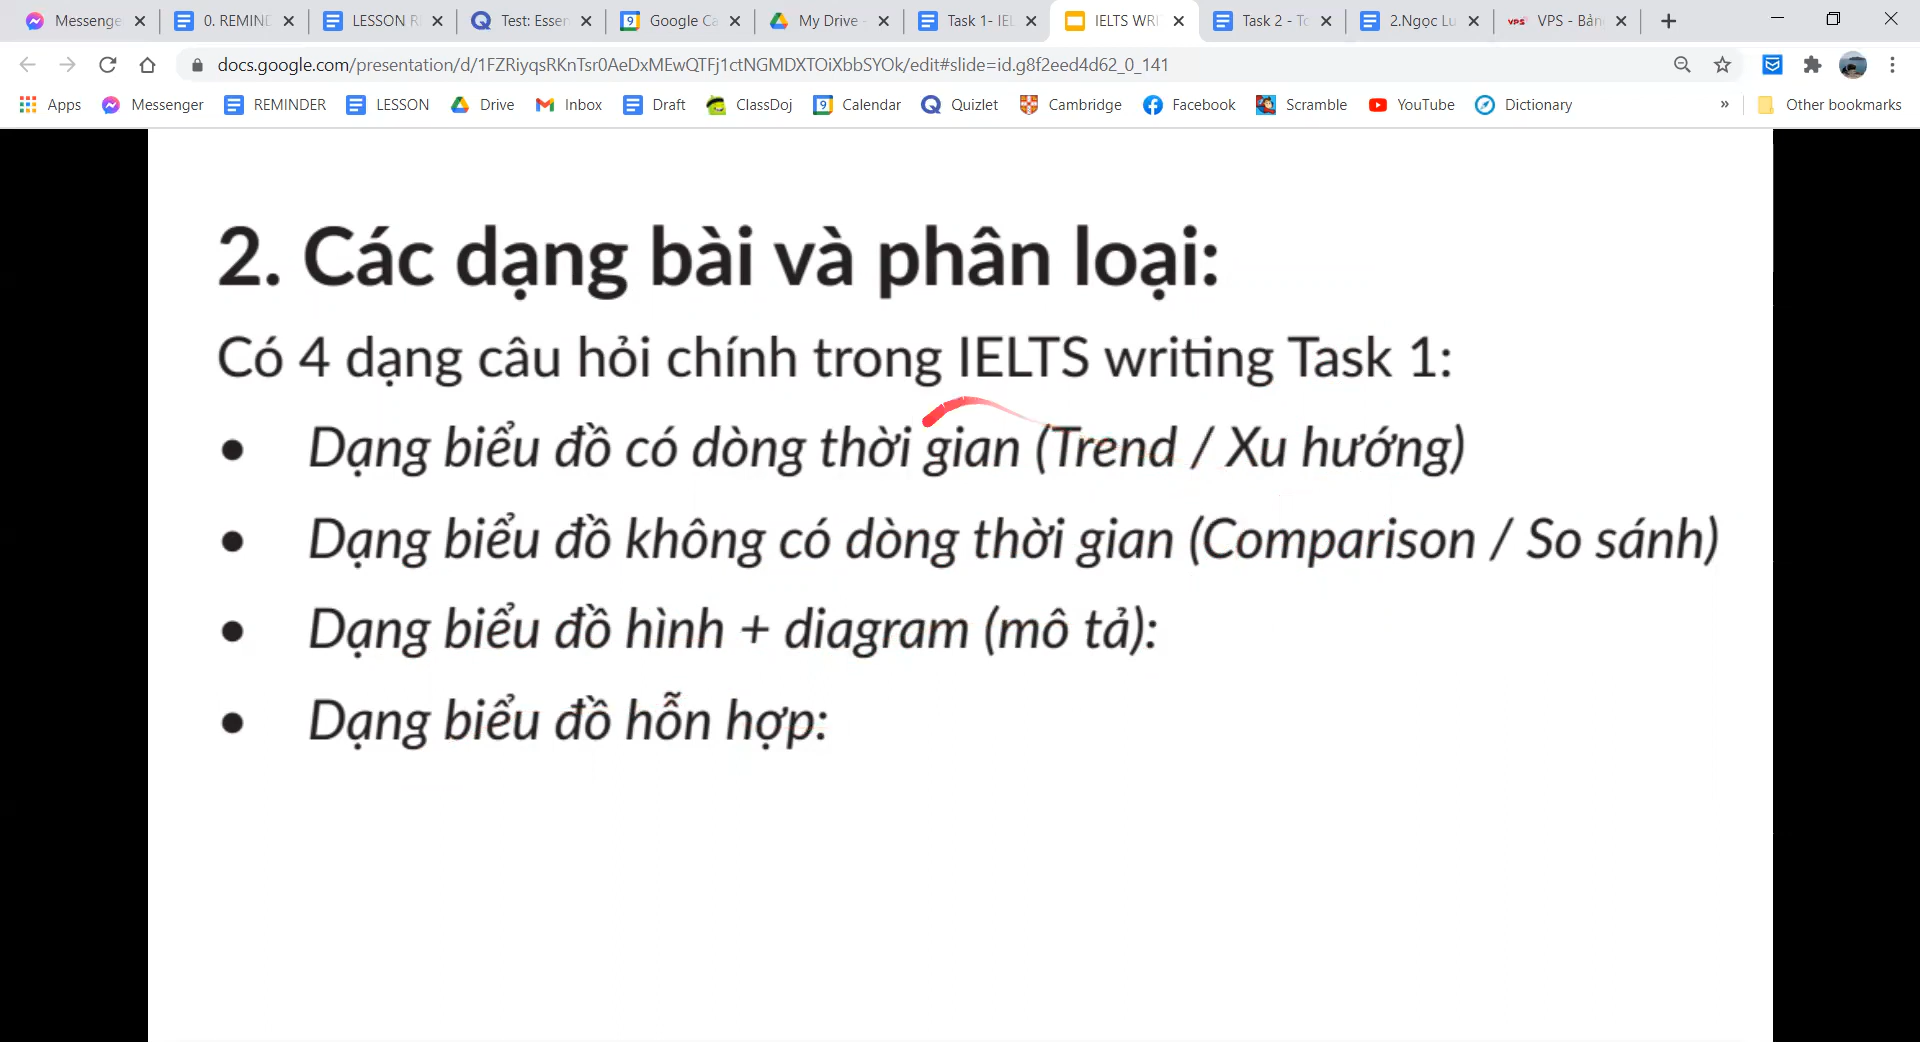 Messenge
0. REMIND
LESSON R
Test: Essen
Google Ca
My Drive -
Task 1- IEL
IELTS WRI
Task 2 - To
2.Ngọc Lu
VPS - Bản
docs.google.com/presentation/d/1FZRiyqsRKnTsr0AeDxMEwQTFj1ctNGMDXTOiXbbSYOk/edit#slide=id.g8f2eed4d62_0_141
Apps Messenger REMINDER LESSON Drive Inbox Draft ClassDoj Calendar Quizlet Cambridge Facebook Scramble YouTube Dictionary » Other bookmarks
2. Các dạng bài và phân loại:
Có 4 dạng câu hỏi chính trong IELTS writing Task 1:
● Dạng biểu đồ có dòng thời gian (Trend / Xu hướng)
● Dạng biểu đồ không có dòng thời gian (Comparison / So sánh)
● Dạng biểu đồ hình + diagram (mô tả):
● Dạng biểu đồ hỗn hợp: